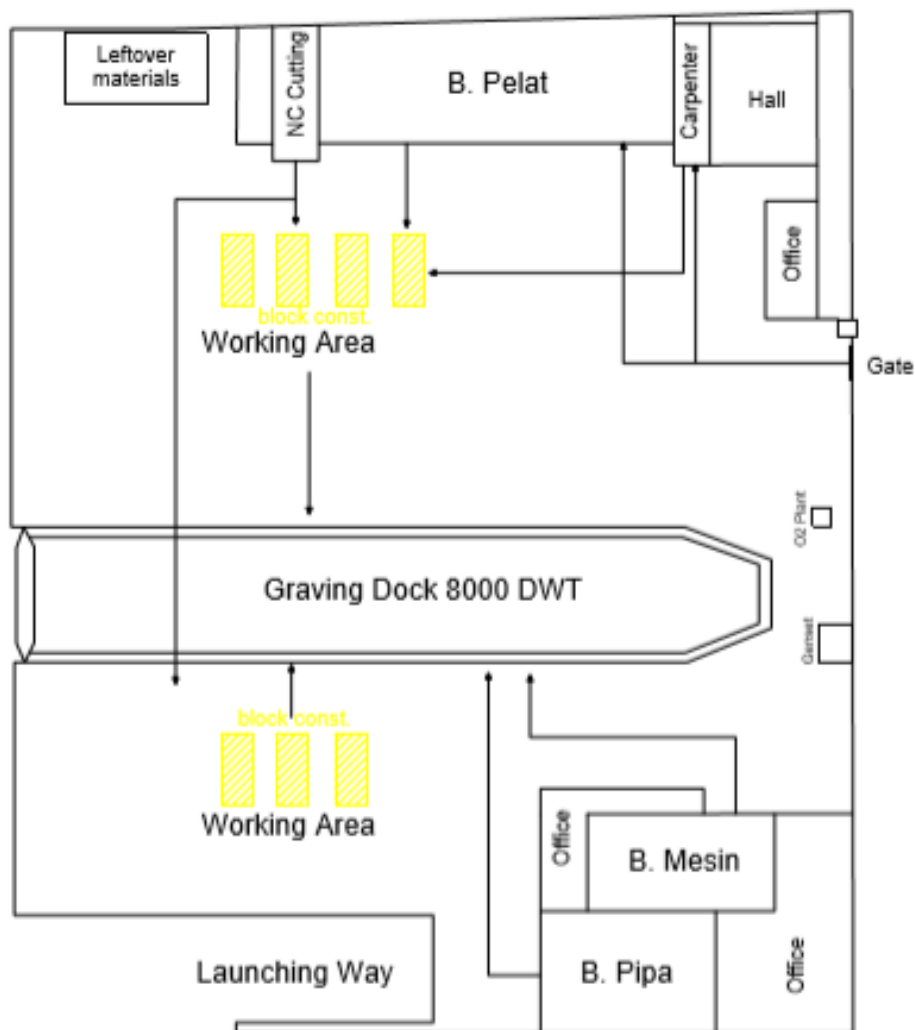 Leftover
materials
NC Cutting
B. Pelat
Carpenter
Hall
Office
block const.
Working Area
Gate
O2 Plant
Graving Dock 8000 DWT
Genset
block const.
Working Area
Office
B. Mesin
Launching Way
B. Pipa
Office